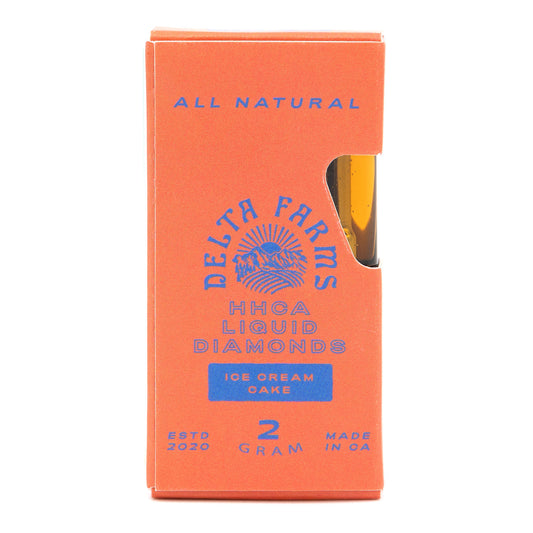 ALL NATURAL
DELTA FARMS
HHCA
LIQUID
DIAMONDS
ICE CREAM
CAKE
ESTD
2020
2
GRAM
MADE
IN CA